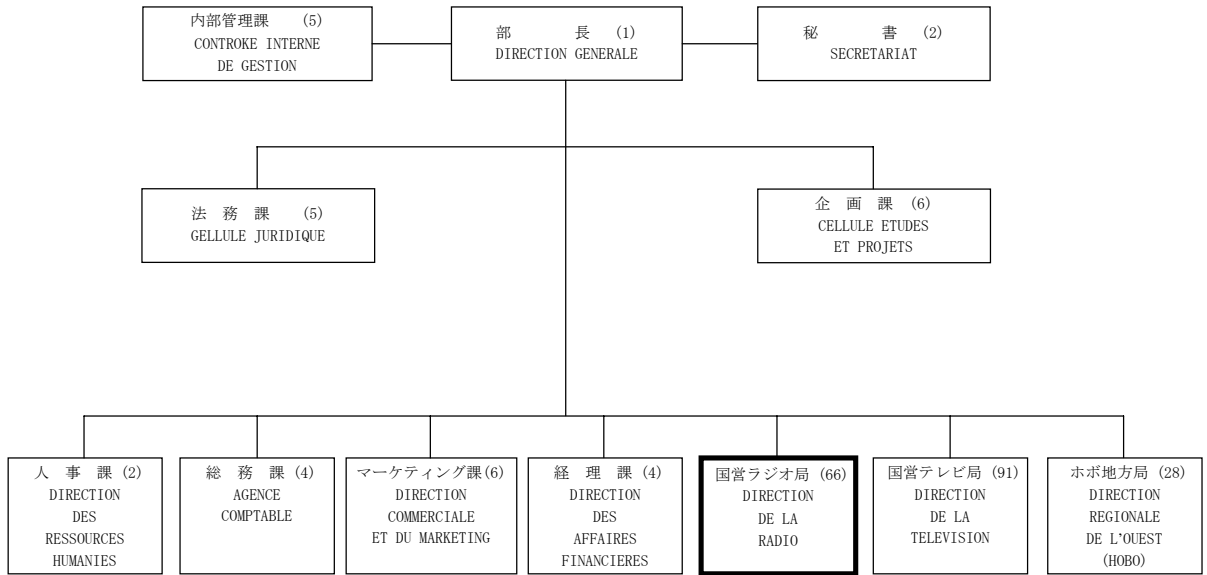 内部管理課 (5)
CONTROKE INTERNE
DE GESTION
部 長 (1)
DIRECTION GENERALE
秘 書 (2)
SECRETARIAT
法 務 課 (5)
GELLULE JURIDIQUE
企 画 課 (6)
CELLULE ETUDES
ET PROJETS
人 事 課 (2)
DIRECTION
DES
RESSOURCES
HUMANIES
総 務 課 (4)
AGENCE
COMPTABLE
マーケティング課(6)
DIRECTION
COMMERCIALE
ET DU MARKETING
経 理 課 (4)
DIRECTION
DES
AFFAIRES
FINANCIERES
国営ラジオ局 (66)
DIRECTION
DE LA
RADIO
国営テレビ局 (91)
DIRECTION
DE LA
TELEVISION
ホボ地方局 (28)
DIRECTION
REGIONALE
DE L'OUEST
(HOBO)